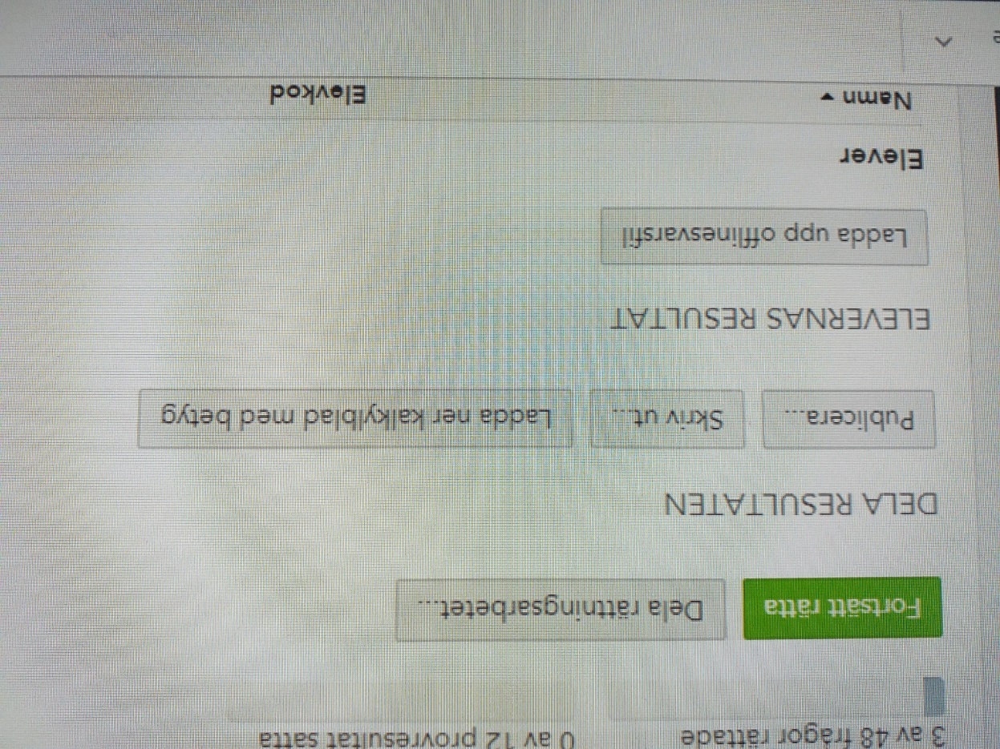 3 av 48 frågor rättade 0 av 12 provresultat satta
Fortsätt rätta Dela rättningsarbetet...
DELA RESULTATEN
Publicera... Skriv ut... Ladda ner kalkylblad med betyg
ELEVERNAS RESULTAT
Ladda upp offlinesvarsfil
Elever
Namn Elevkod